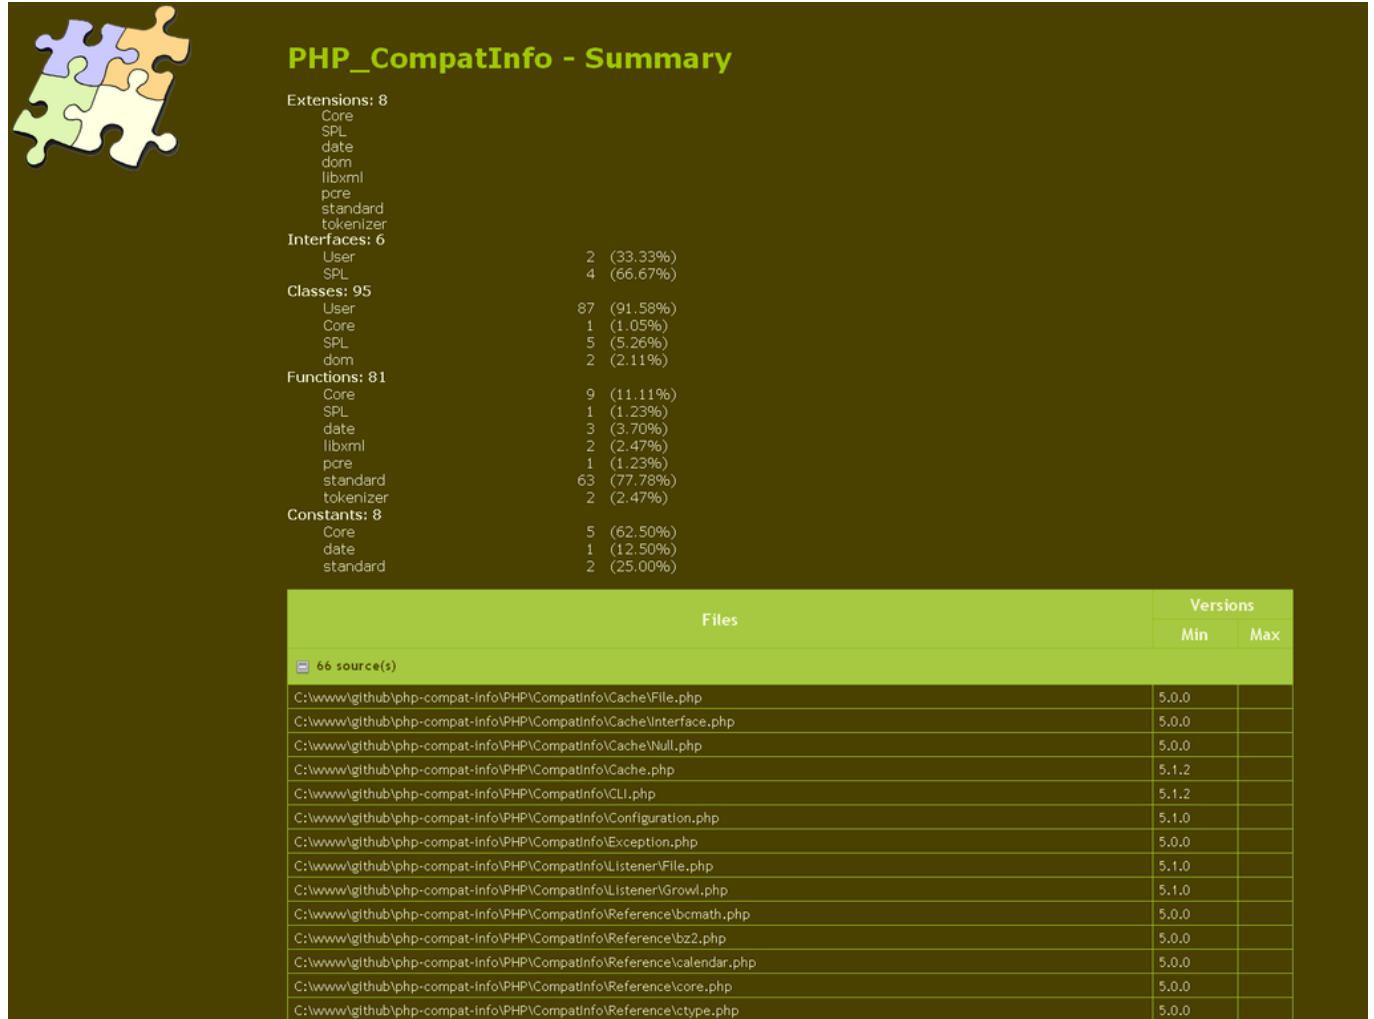 PHP_CompatInfo - Summary
Extensions: 8
Core
SPL
date
dom
libxml
pcre
standard
tokenizer
Interfaces: 6
User 2 (33.33%)
SPL 4 (66.67%)
Classes: 95
User 87 (91.58%)
Core 1 (1.05%)
SPL 5 (5.26%)
dom 2 (2.11%)
Functions: 81
Core 9 (11.11%)
SPL 1 (1.23%)
date 3 (3.70%)
libxml 2 (2.47%)
pcre 1 (1.23%)
standard 63 (77.78%)
tokenizer 2 (2.47%)
Constants: 8
Core 5 (62.50%)
date 1 (12.50%)
standard 2 (25.00%)
Files Versions
Min Max
66 source(s)
C:\www\github\php-compat-info\PHP\CompatInfo\Cache\File.php 5.0.0
C:\www\github\php-compat-info\PHP\CompatInfo\Cache\Interface.php 5.0.0
C:\www\github\php-compat-info\PHP\CompatInfo\Cache\Null.php 5.0.0
C:\www\github\php-compat-info\PHP\CompatInfo\Cache.php 5.1.2
C:\www\github\php-compat-info\PHP\CompatInfo\CLI.php 5.1.2
C:\www\github\php-compat-info\PHP\CompatInfo\Configuration.php 5.1.0
C:\www\github\php-compat-info\PHP\CompatInfo\Exception.php 5.0.0
C:\www\github\php-compat-info\PHP\CompatInfo\Listener\File.php 5.1.0
C:\www\github\php-compat-info\PHP\CompatInfo\Listener\Growl.php 5.1.0
C:\www\github\php-compat-info\PHP\CompatInfo\Reference\bcmath.php 5.0.0
C:\www\github\php-compat-info\PHP\CompatInfo\Reference\bz2.php 5.0.0
C:\www\github\php-compat-info\PHP\CompatInfo\Reference\calendar.php 5.0.0
C:\www\github\php-compat-info\PHP\CompatInfo\Reference\core.php 5.0.0
C:\www\github\php-compat-info\PHP\CompatInfo\Reference\ctype.php 5.0.0